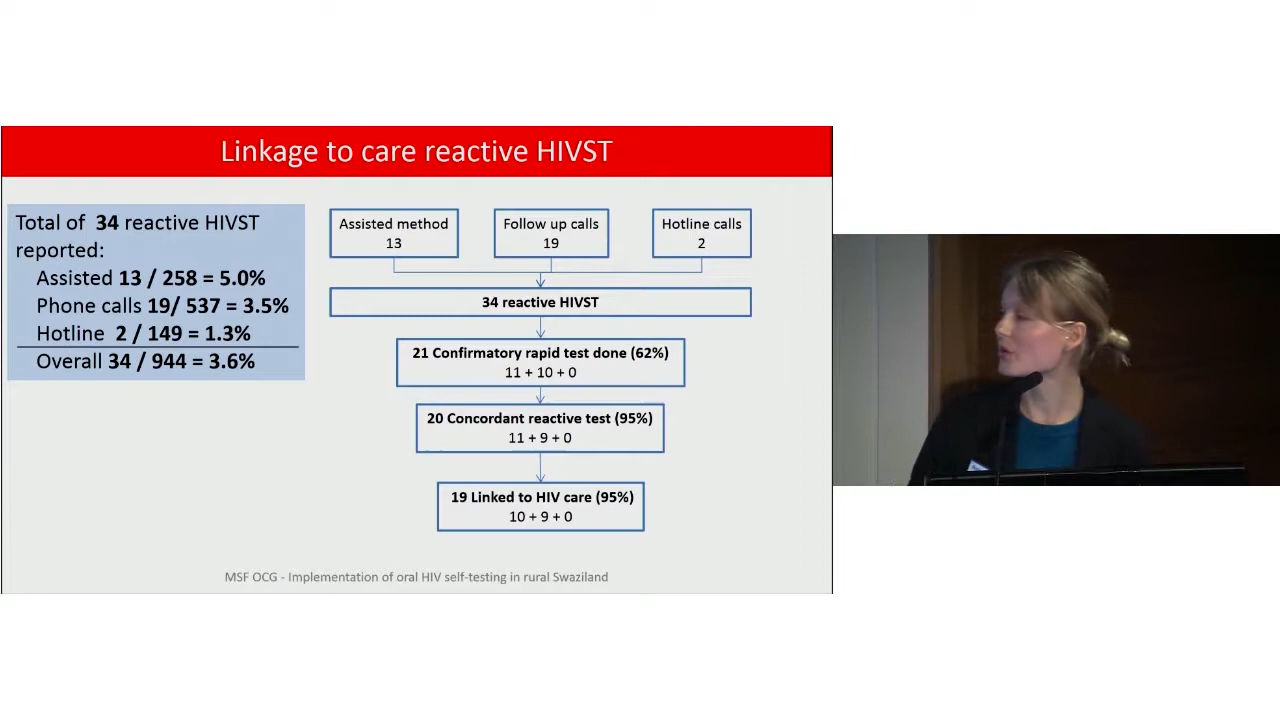 Linkage to care reactive HIVST
Total of 34 reactive HIVST
reported:
Assisted 13 / 258 = 5.0%
Phone calls 19/ 537 = 3.5%
Hotline 2 / 149 = 1.3%
Overall 34 / 944 = 3.6%
Assisted method
13
Follow up calls
19
Hotline calls
2
34 reactive HIVST
21 Confirmatory rapid test done (62%)
11 + 10 + 0
20 Concordant reactive test (95%)
11 + 9 + 0
19 Linked to HIV care (95%)
10 + 9 + 0
MSF OCG - Implementation of oral HIV self-testing in rural Swaziland